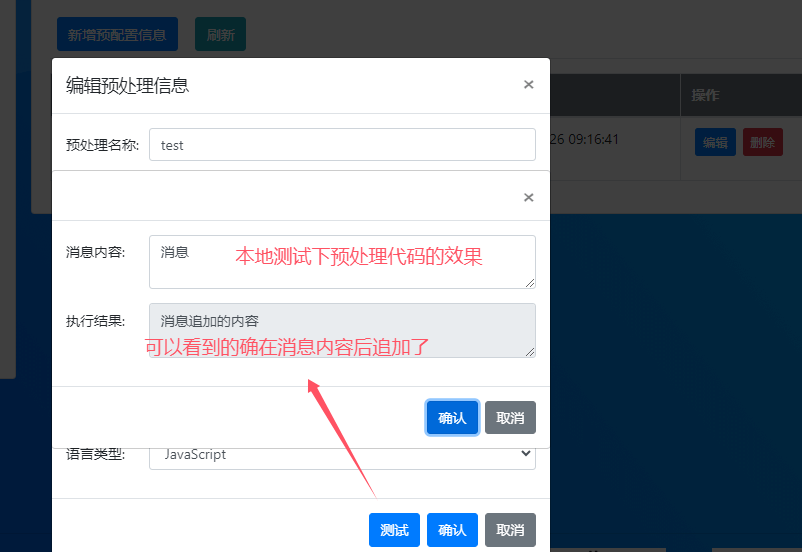 新增预配置信息 刷新
编辑预处理信息 ×
操作
预处理名称: test
26 09:16:41 编辑 删除
×
消息内容: 消息
本地测试下预处理代码的效果
执行结果: 消息追加的内容
可以看到的确在消息内容后追加了
确认 取消
语言类型: JavaScript
测试 确认 取消